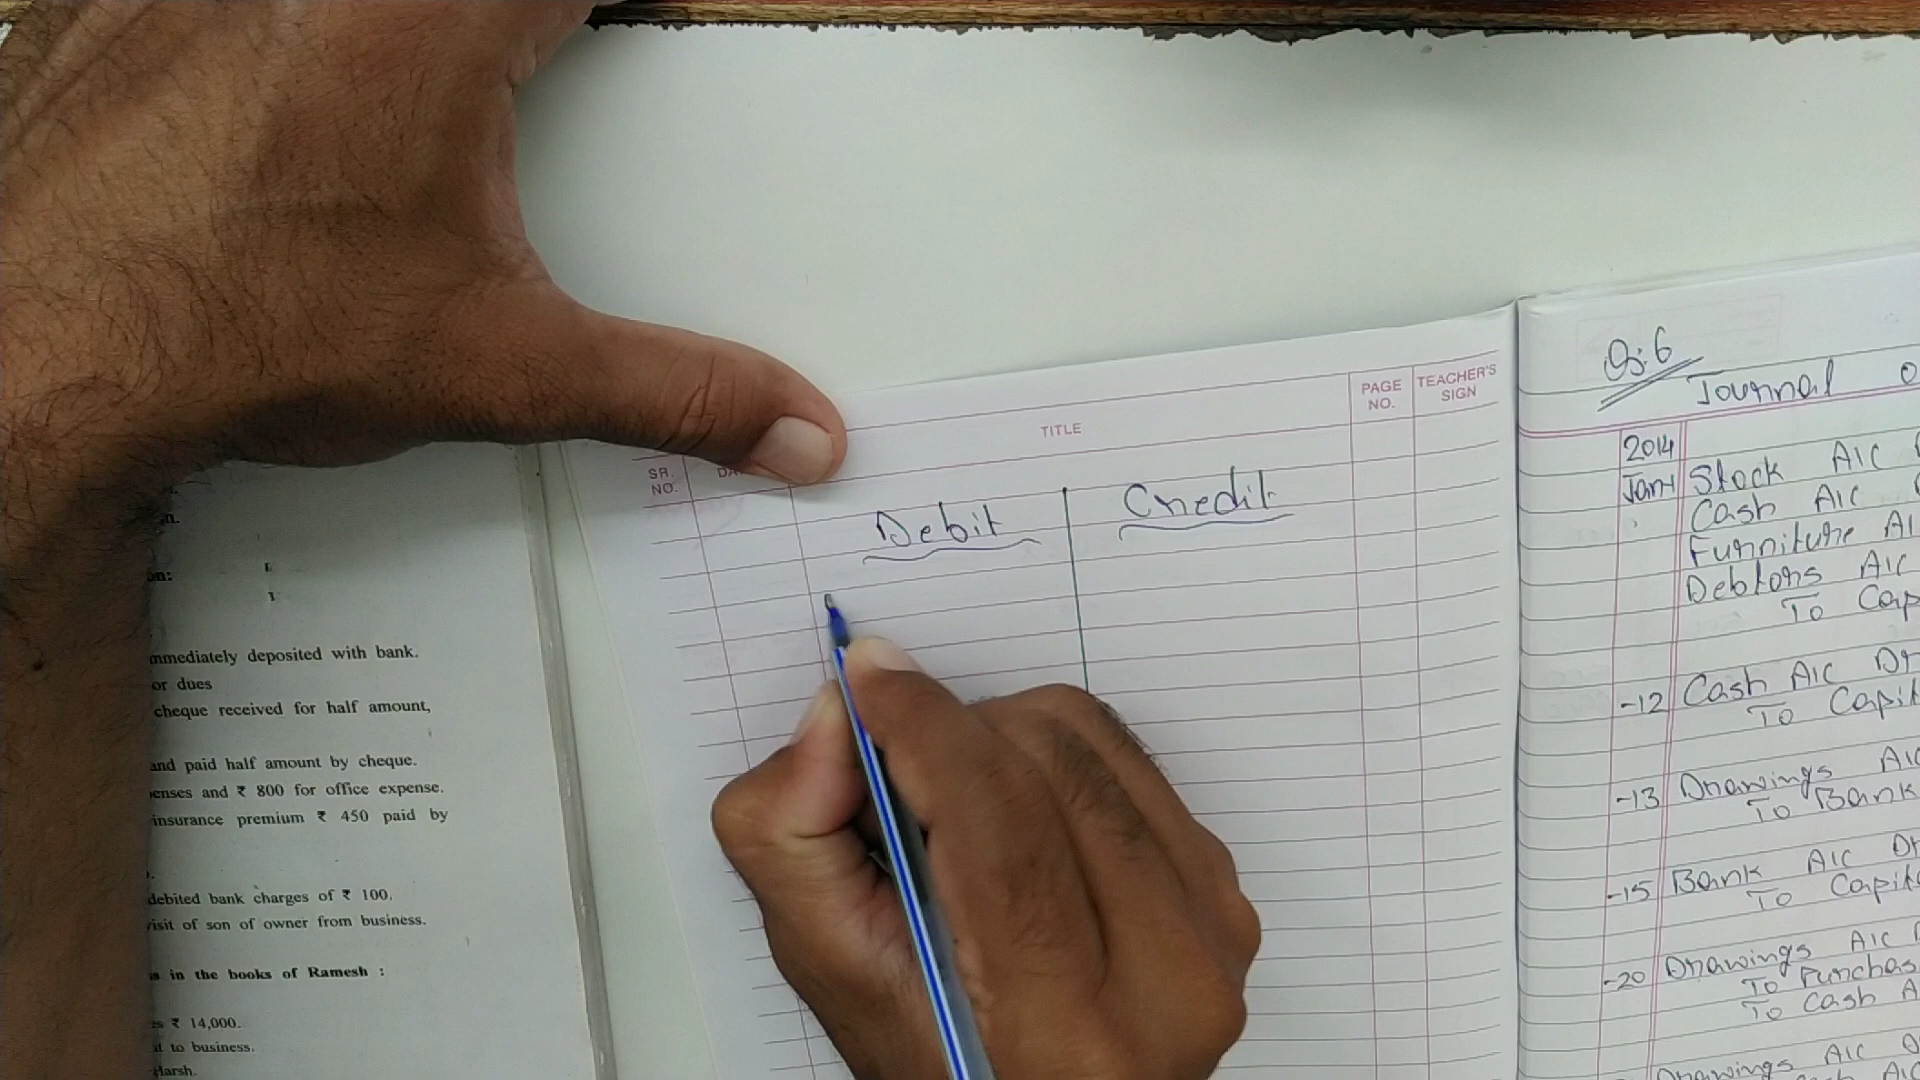 on:
mmediately deposited with bank.
or dues
cheque received for half amount,
and paid half amount by cheque.
enses and ₹ 800 for office expense.
insurance premium ₹ 450 paid by
debited bank charges of ₹ 100.
visit of son of owner from business.
in the books of Ramesh :
₹ 14,000.
to business.
Harsh.
SR. NO.
DA
TITLE
PAGE NO.
TEACHER'S SIGN
Debit
Credit
Q:6
Journal
2014
Jan-1 Stock A/C
Cash A/C
Furniture A/
Debtors A/C
To Cap
-12 Cash A/C Dr
To Capit
-13 Drawings A/C
To Bank
-15 Bank A/C Dr
To Capit
-20 Drawings A/C
To Purchas
To Cash A
Drawings A/C D
A/C